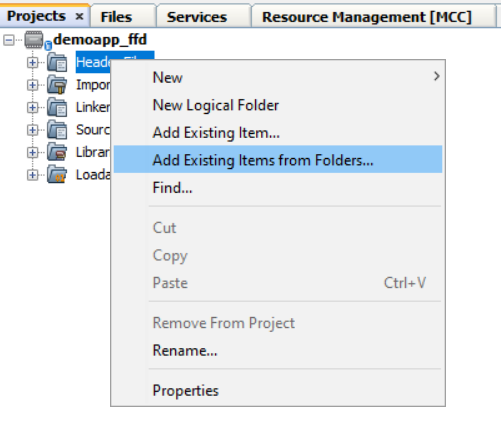 Projects × Files Services Resource Management [MCC]
demoapp_ffd
Header
New
Impor
New Logical Folder
Linker
Add Existing Item...
Sourc
Add Existing Items from Folders...
Librar
Loada
Find...
Cut
Copy
Paste Ctrl+V
Remove From Project
Rename...
Properties